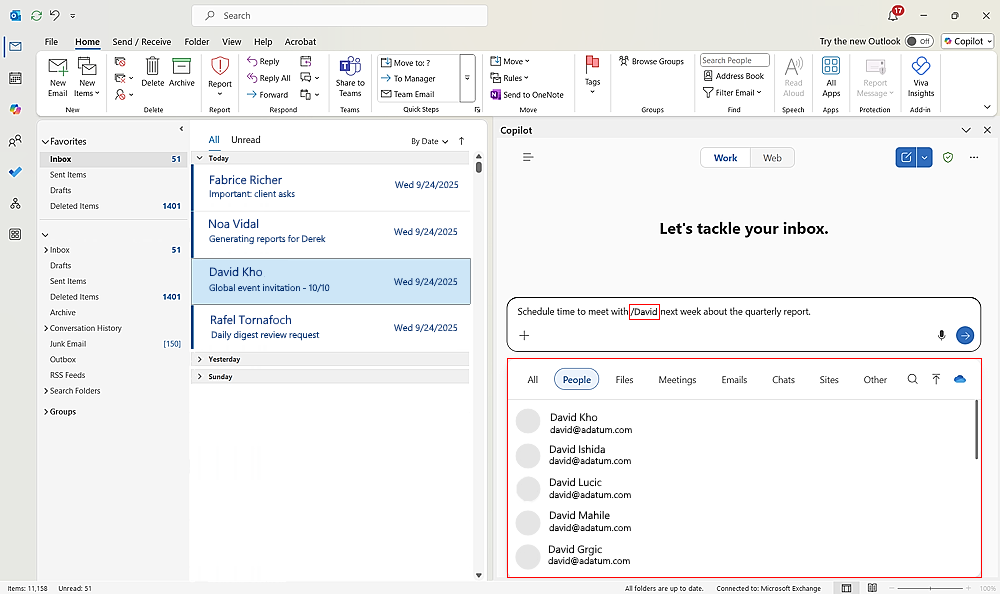 Search
17
File Home Send / Receive Folder View Help Acrobat
Try the new Outlook Off Copilot
New Email
New Items
New
Delete
Archive
Delete
Report
Report
Reply
Reply All
Forward
Respond
Share to Teams
Teams
Move to: ?
To Manager
Team Email
Quick Steps
Move
Rules
Send to OneNote
Move
Tags
Browse Groups
Groups
Search People
Address Book
Filter Email
Find
Read Aloud
Speech
All Apps
Apps
Report Message
Protection
Viva Insights
Add-in
Favorites
Inbox 51
Sent Items
Drafts
Deleted Items 1401
Inbox 51
Drafts
Sent Items
Deleted Items 1401
Archive
Conversation History
Junk Email [150]
Outbox
RSS Feeds
Search Folders
Groups
All Unread By Date
Today
Fabrice Richer
Important: client asks
Wed 9/24/2025
Noa Vidal
Generating reports for Derek
Wed 9/24/2025
David Kho
Global event invitation - 10/10
Wed 9/24/2025
Rafel Tornafoch
Daily digest review request
Wed 9/24/2025
Yesterday
Sunday
Copilot
Work Web
Let's tackle your inbox.
Schedule time to meet with /David next week about the quarterly report.
All People Files Meetings Emails Chats Sites Other
David Kho
david@adatum.com
David Ishida
david@adatum.com
David Lucic
david@adatum.com
David Mahile
david@adatum.com
David Grgic
david@adatum.com
Items: 11,158 Unread: 51
All folders are up to date. Connected to: Microsoft Exchange
100%